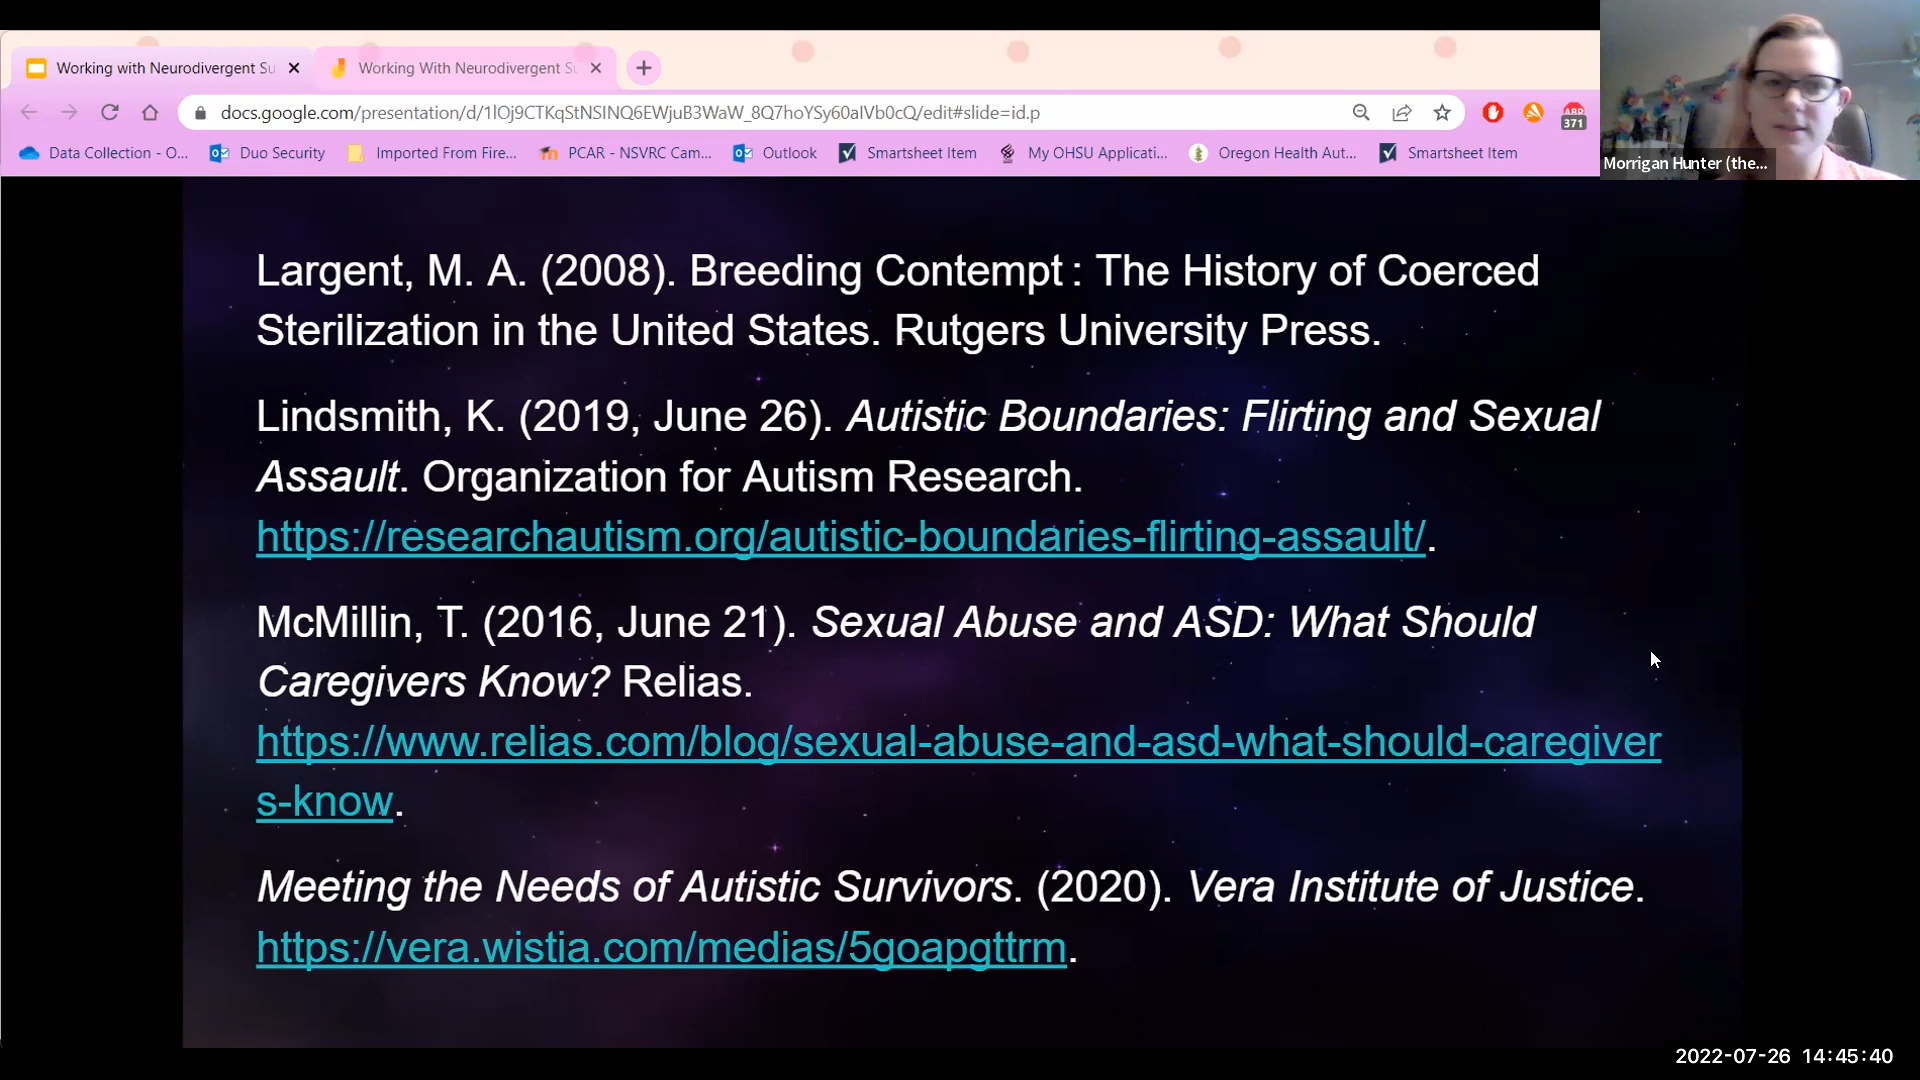 Working with Neurodivergent Su
Working With Neurodivergent Su
docs.google.com/presentation/d/1lOj9CTKqStNSINQ6EWjuB3WaW_8Q7hoYSy60aIVb0cQ/edit#slide=id.p
ABP
371
Data Collection - O...
Duo Security
Imported From Fire...
PCAR - NSVRC Cam...
Outlook
Smartsheet Item
My OHSU Applicati...
Oregon Health Aut...
Smartsheet Item
Morrigan Hunter (the...
Largent, M. A. (2008). Breeding Contempt : The History of Coerced
Sterilization in the United States. Rutgers University Press.
Lindsmith, K. (2019, June 26). Autistic Boundaries: Flirting and Sexual
Assault. Organization for Autism Research.
https://researchautism.org/autistic-boundaries-flirting-assault/.
McMillin, T. (2016, June 21). Sexual Abuse and ASD: What Should
Caregivers Know? Relias.
https://www.relias.com/blog/sexual-abuse-and-asd-what-should-caregiver
s-know.
Meeting the Needs of Autistic Survivors. (2020). Vera Institute of Justice.
https://vera.wistia.com/medias/5goapgttrm.
2022-07-26 14:45:40